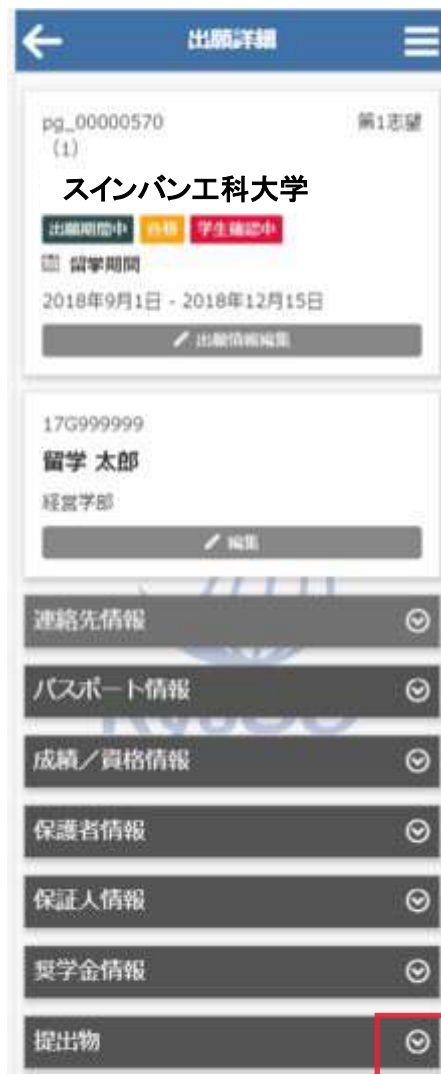 出願詳細
pg_00000570
(1)
第1志望
スインバン工科大学
出願期間中 合格 学生確認中
留学期間
2018年9月1日 - 2018年12月15日
出願情報編集
17G999999
留学 太郎
経営学部
編集
連絡先情報
パスポート情報
成績／資格情報
保護者情報
保証人情報
奨学金情報
提出物